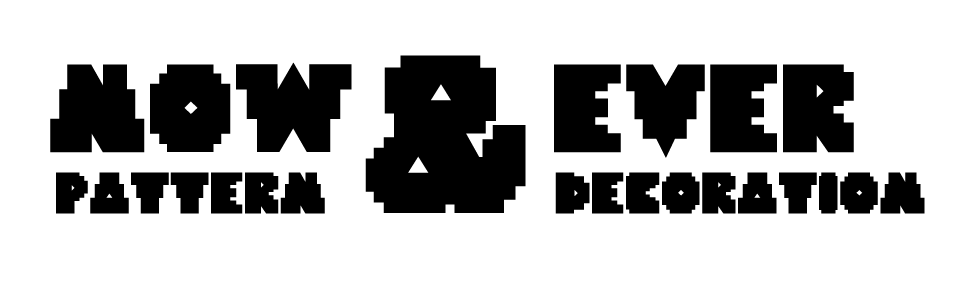 NOW & EVER
PATTERN DECORATION